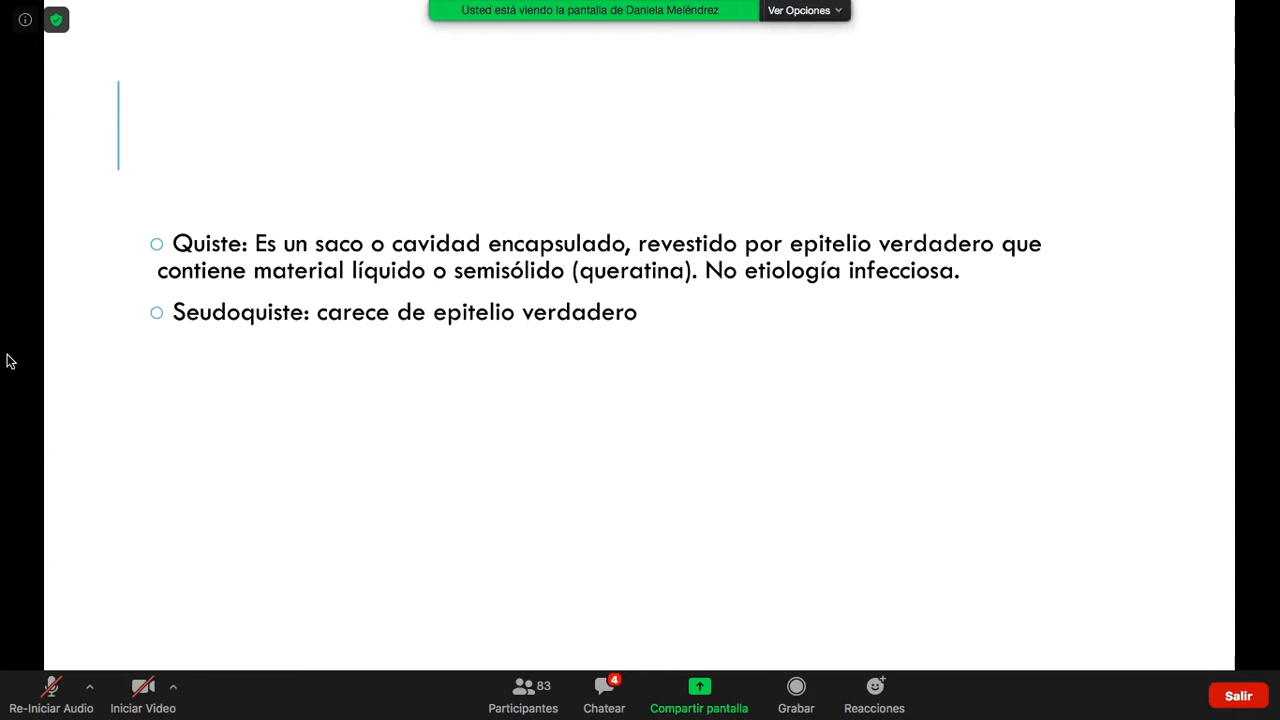 Usted está viendo la pantalla de Daniela Meléndrez
Ver Opciones
Quiste: Es un saco o cavidad encapsulado, revestido por epitelio verdadero que
contiene material líquido o semisólido (queratina). No etiología infecciosa.
Seudoquiste: carece de epitelio verdadero
83
4
Re-Iniciar Audio
Iniciar Video
Participantes
Chatear
Compartir pantalla
Grabar
Reacciones
Salir